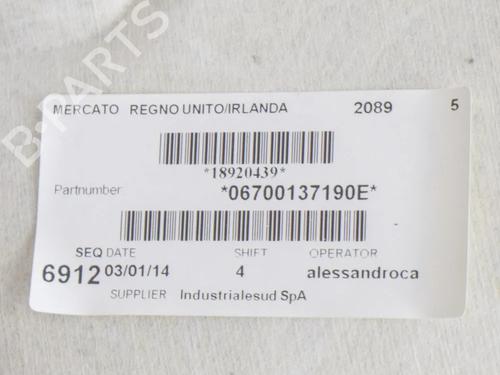 B-PARTS
MERCATO REGNO UNITO/IRLANDA 2089 5
*18920439*
Partnumber *06700137190E*
SEQ DATE SHIFT OPERATOR
6912 03/01/14 4 alessandroca
SUPPLIER Industrialesud SpA